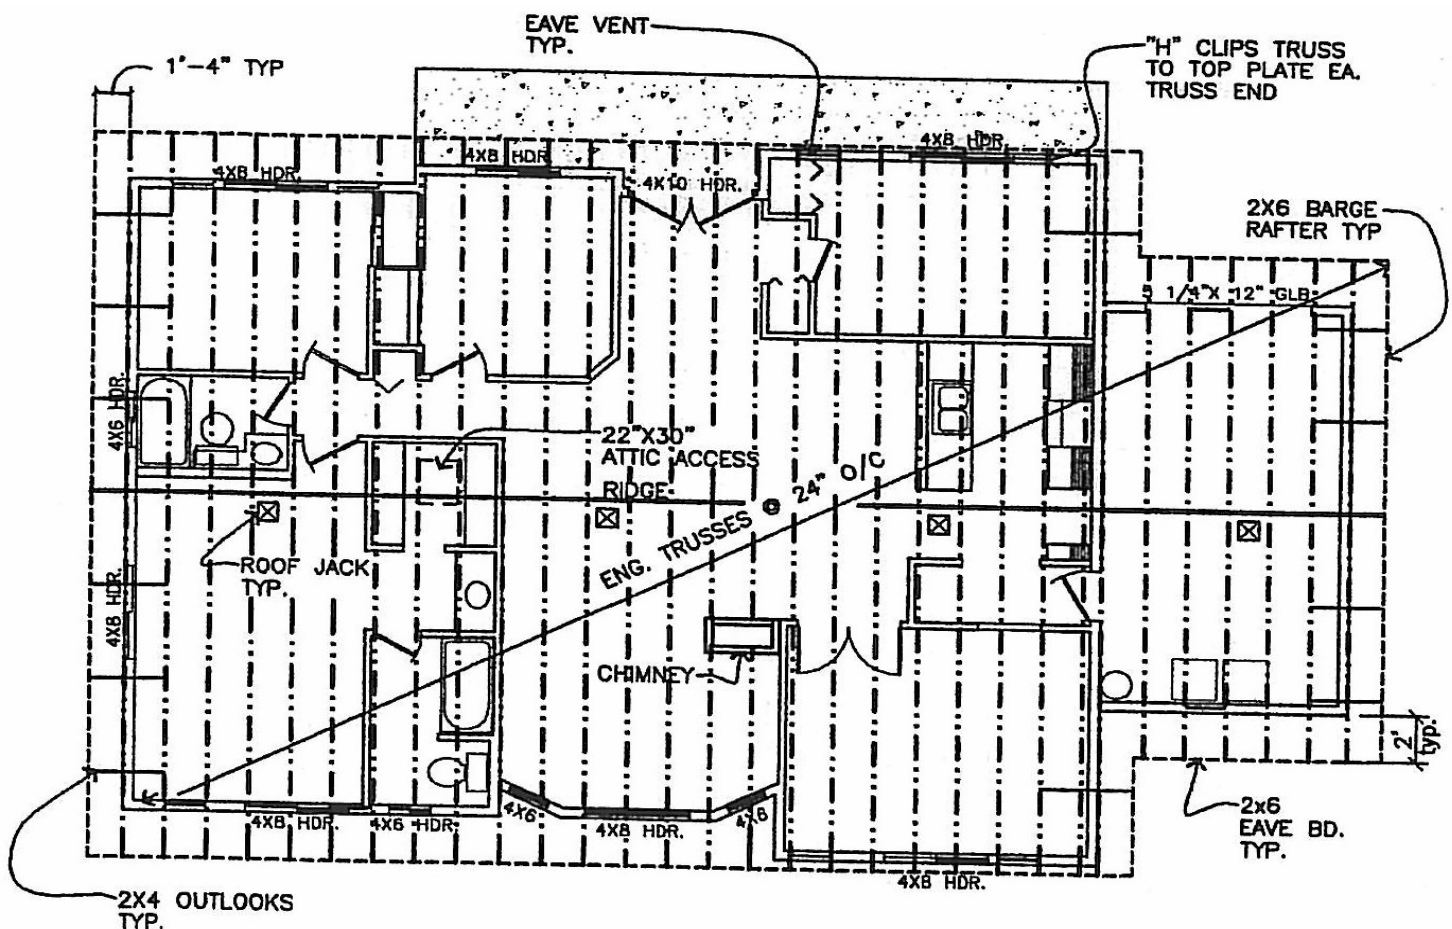 EAVE VENT
TYP.
"H" CLIPS TRUSS
TO TOP PLATE EA.
TRUSS END
1'-4" TYP
4X8 HDR.
4X8 HDR.
4X8 HDR.
4X10 HDR.
2X6 BARGE
RAFTER TYP
1/4"X 12" GLB
4X6 HDR.
22"X30"
ATTIC ACCESS
RIDGE
ENG. TRUSSES @ 24" O/C
ROOF JACK
TYP.
4X8 HDR.
CHIMNEY
2'
typ.
4X8 HDR.
4X6 HDR.
4X6
4X8 HDR.
4X6
4X8 HDR.
2x6
EAVE BD.
TYP.
2X4 OUTLOOKS
TYP.